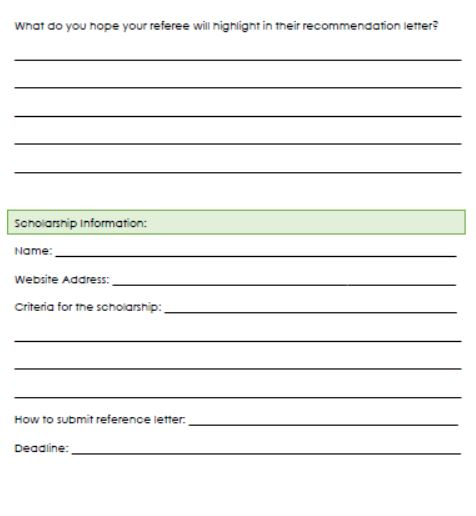 What do you hope your referee will highlight in their recommendation letter?
Scholarship Information:
Name:
Website Address:
Criteria for the scholarship:
How to submit reference letter:
Deadline: